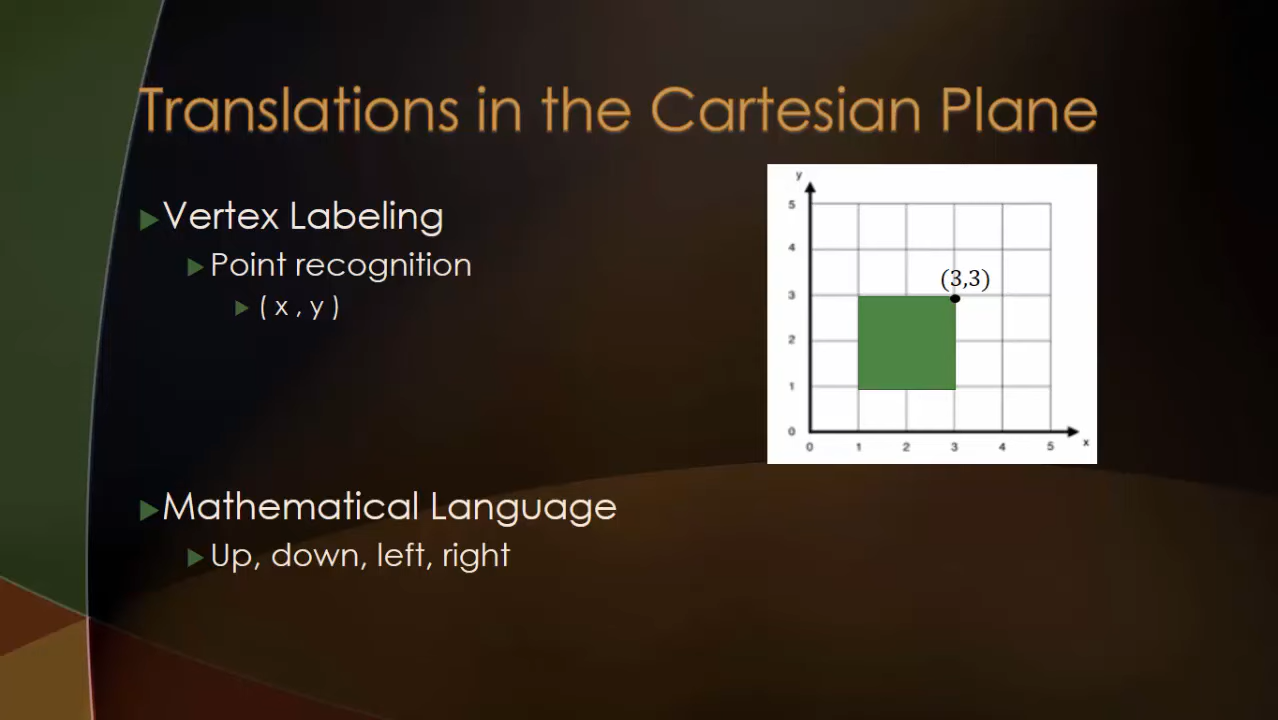 Translations in the Cartesian Plane
Vertex Labeling
Point recognition
( x , y )
Mathematical Language
Up, down, left, right
y
5
4
(3,3)
3
2
1
0
0 1 2 3 4 5 x